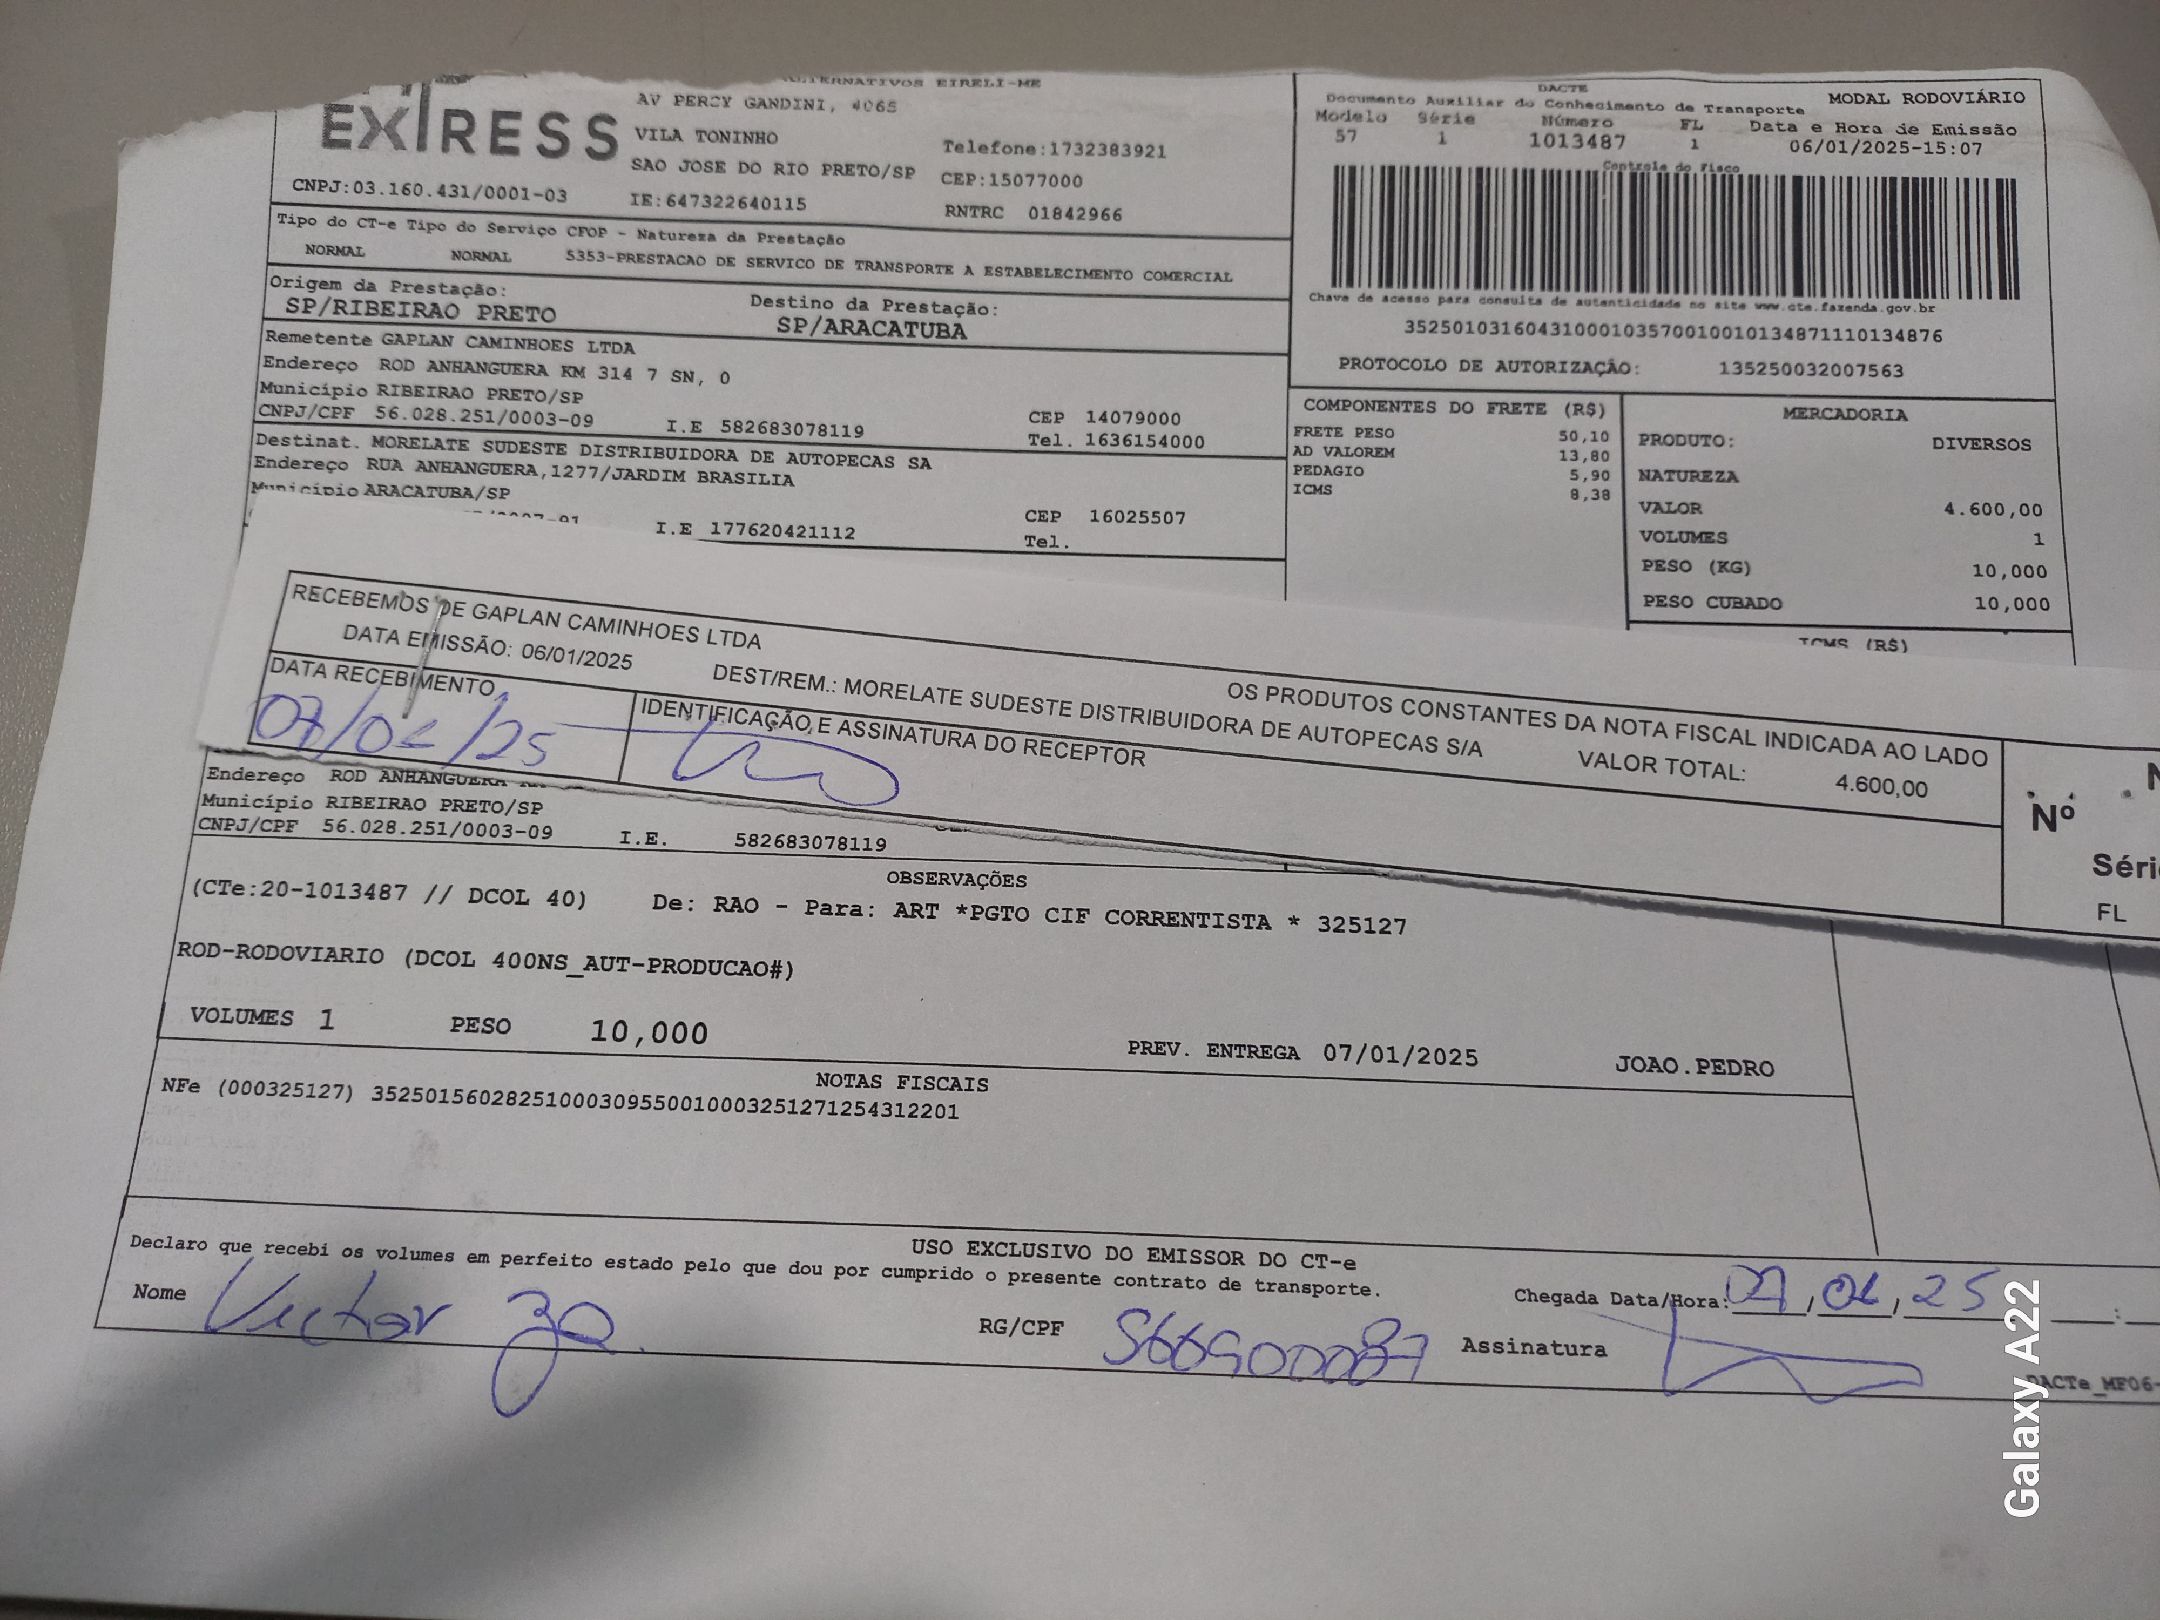 ALTERNATIVOS EIRELI-ME
EXPRESS
AV PERCY GANDINI, 4065
VILA TONINHO
Telefone:1732383921
SAO JOSE DO RIO PRETO/SP
CEP:15077000
CNPJ:03.160.431/0001-03
IE:647322640115
RNTRC 01842966
DACTE
Documento Auxiliar do Conhecimento de Transporte
MODAL RODOVIÁRIO
Modelo Série Número FL Data e Hora de Emissão
57 1 1013487 1 06/01/2025-15:07
Controle do Fisco
Chave de acesso para consulta de autenticidade no site www.cte.fazenda.gov.br
35250103160431000103570010010134871110134876
PROTOCOLO DE AUTORIZAÇÃO: 135250032007563
Tipo do CT-e Tipo do Serviço CFOP - Natureza da Prestação
NORMAL NORMAL 5353-PRESTACAO DE SERVICO DE TRANSPORTE A ESTABELECIMENTO COMERCIAL
Origem da Prestação: Destino da Prestação:
SP/RIBEIRAO PRETO SP/ARACATUBA
Remetente GAPLAN CAMINHOES LTDA
Endereço ROD ANHANGUERA KM 314 7 SN, 0
Município RIBEIRAO PRETO/SP
CEP 14079000
CNPJ/CPF 56.028.251/0003-09 I.E 582683078119 Tel. 1636154000
Destinat. MORELATE SUDESTE DISTRIBUIDORA DE AUTOPECAS SA
Endereço RUA ANHANGUERA,1277/JARDIM BRASILIA
Município ARACATUBA/SP
CEP 16025507
I.E 177620421112 Tel.
COMPONENTES DO FRETE (R$)
FRETE PESO 50,10
AD VALOREM 13,80
PEDAGIO 5,90
ICMS 8,38
MERCADORIA
PRODUTO: DIVERSOS
NATUREZA
VALOR 4.600,00
VOLUMES 1
PESO (KG) 10,000
PESO CUBADO 10,000
ICMS (R$)
RECEBEMOS DE GAPLAN CAMINHOES LTDA OS PRODUTOS CONSTANTES DA NOTA FISCAL INDICADA AO LADO
DATA EMISSÃO: 06/01/2025 DEST/REM.: MORELATE SUDESTE DISTRIBUIDORA DE AUTOPECAS S/A VALOR TOTAL: 4.600,00
DATA RECEBIMENTO IDENTIFICAÇÃO E ASSINATURA DO RECEPTOR
07/01/25
Nº
Séri
FL
Endereço ROD ANHANGUERA
Município RIBEIRAO PRETO/SP
CNPJ/CPF 56.028.251/0003-09 I.E. 582683078119
OBSERVAÇÕES
(CTe:20-1013487 // DCOL 40) De: RAO - Para: ART *PGTO CIF CORRENTISTA * 325127
ROD-RODOVIARIO (DCOL 400NS_AUT-PRODUCAO#)
VOLUMES 1 PESO 10,000 PREV. ENTREGA 07/01/2025 JOAO.PEDRO
NOTAS FISCAIS
NFe (000325127) 35250156028251000309550010003251271254312201
USO EXCLUSIVO DO EMISSOR DO CT-e
Declaro que recebi os volumes em perfeito estado pelo que dou por cumprido o presente contrato de transporte.
Nome Victor RG/CPF 566900087 Assinatura
Chegada Data/Hora: 07, 01, 25 :
DACTe_MF06-
Galaxy A22